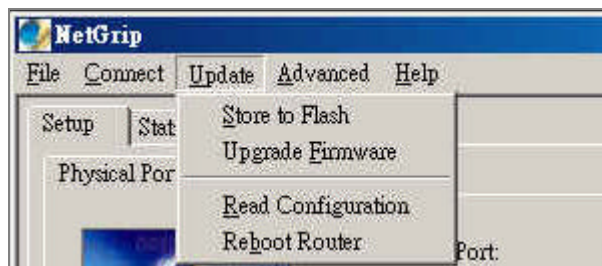 NetGrip
File Connect Update Advanced Help
Store to Flash
Setup Stat
Upgrade Firmware
Physical Por
Read Configuration
Reboot Router
Port: